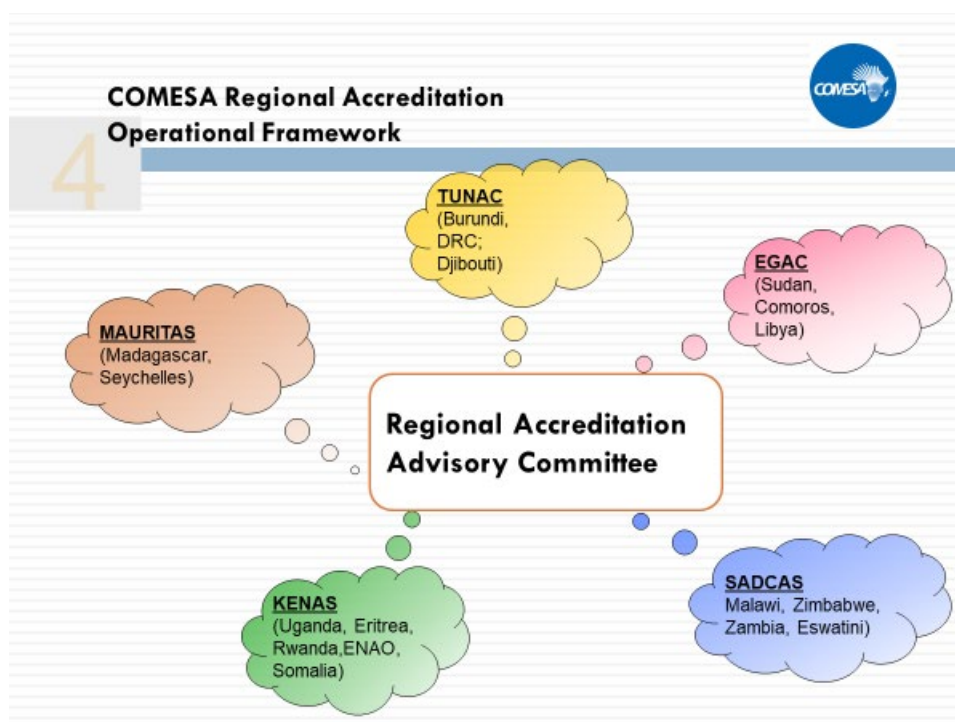 COMESA Regional Accreditation
Operational Framework
COMESA
4
TUNAC
(Burundi,
DRC;
Djibouti)
EGAC
(Sudan,
Comoros,
Libya)
MAURITAS
(Madagascar,
Seychelles)
Regional Accreditation
Advisory Committee
KENAS
(Uganda, Eritrea,
Rwanda,ENAO,
Somalia)
SADCAS
Malawi, Zimbabwe,
Zambia, Eswatini)